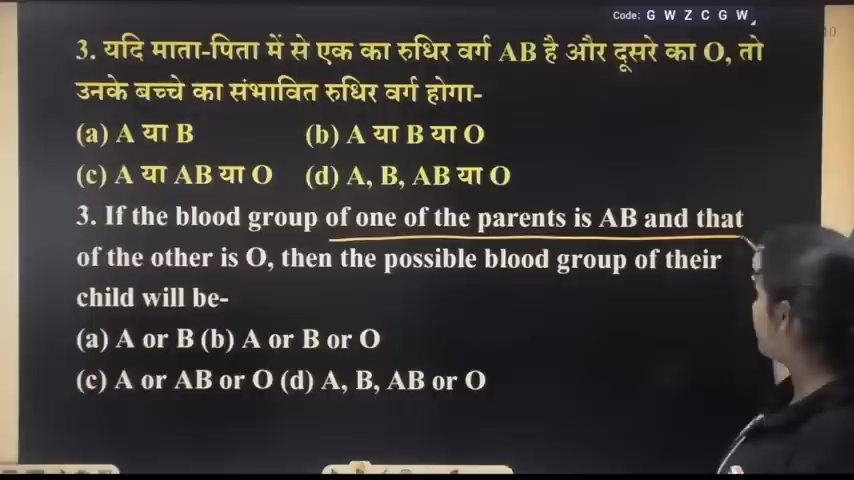 Code: G W Z C G W
3. यदि माता-पिता में से एक का रुधिर वर्ग AB है और दूसरे का O, तो
उनके बच्चे का संभावित रुधिर वर्ग होगा-
(a) A या B (b) A या B या O
(c) A या AB या O (d) A, B, AB या O
3. If the blood group of one of the parents is AB and that
of the other is O, then the possible blood group of their
child will be-
(a) A or B (b) A or B or O
(c) A or AB or O (d) A, B, AB or O